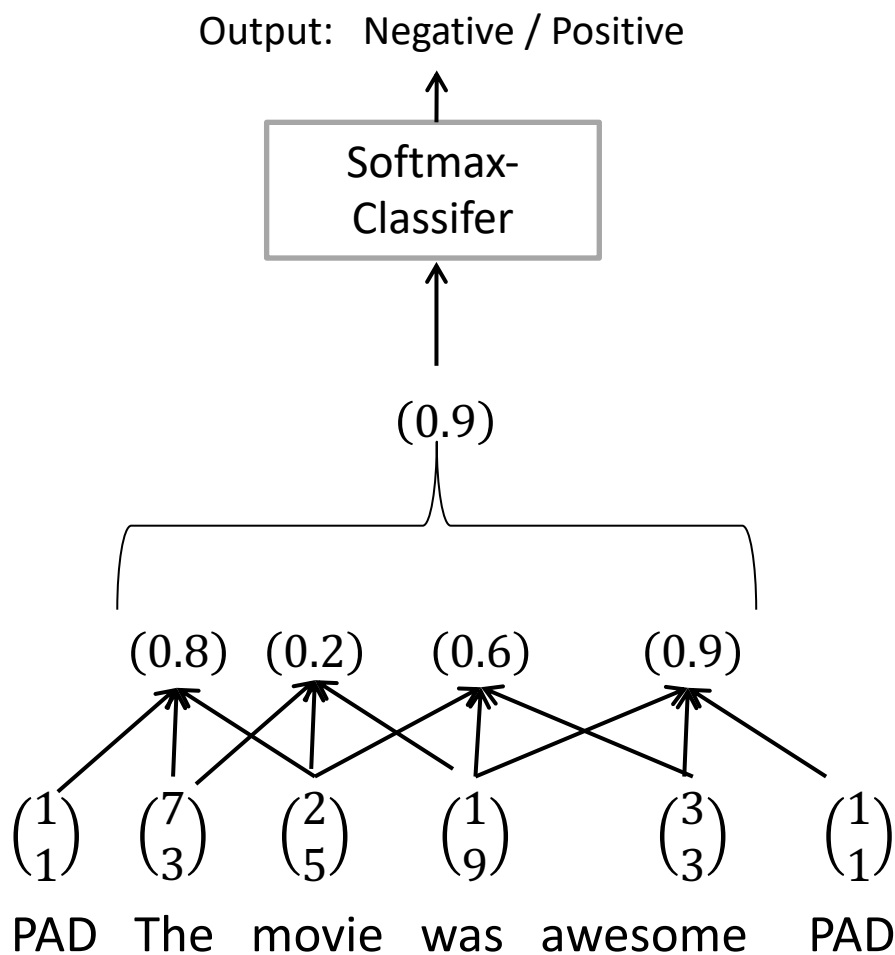 Output: Negative / Positive
Softmax-
Classifer
(0.9)
(0.8) (0.2) (0.6) (0.9)
(1 1) (7 3) (2 5) (1 9) (3 3) (1 1)
PAD The movie was awesome PAD